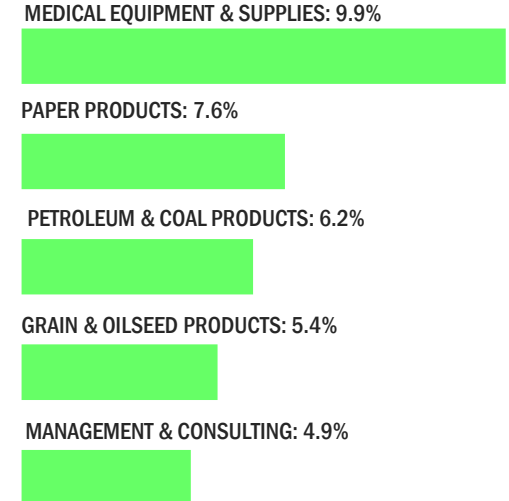 MEDICAL EQUIPMENT & SUPPLIES: 9.9%
PAPER PRODUCTS: 7.6%
PETROLEUM & COAL PRODUCTS: 6.2%
GRAIN & OILSEED PRODUCTS: 5.4%
MANAGEMENT & CONSULTING: 4.9%